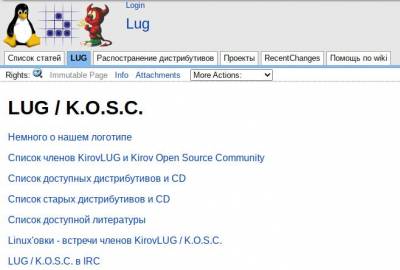 Login
Lug
Список статей LUG Распостранение дистрибутивов Проекты RecentChanges Помощь по wiki
Rights: Immutable Page Info Attachments More Actions:
LUG / K.O.S.C.
Немного о нашем логотипе
Список членов KirovLUG и Kirov Open Source Community
Список доступных дистрибутивов и CD
Список старых дистрибутивов и CD
Список доступной литературы
Linux'овки - встречи членов KirovLUG / K.O.S.C.
LUG / K.O.S.C. в IRC